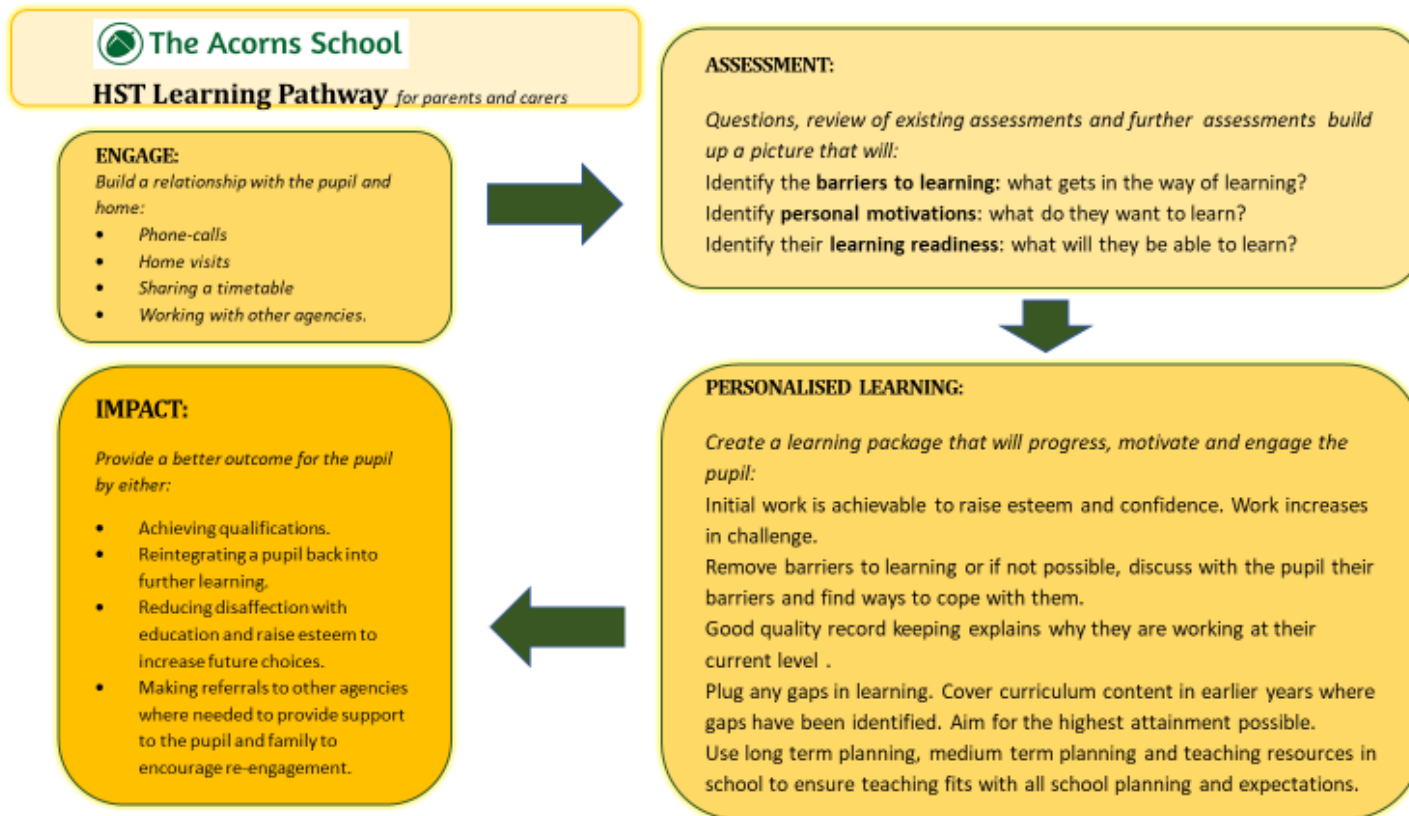 The Acorns School
HST Learning Pathway for parents and carers
ENGAGE:
Build a relationship with the pupil and
home:
• Phone-calls
• Home visits
• Sharing a timetable
• Working with other agencies.
ASSESSMENT:
Questions, review of existing assessments and further assessments build
up a picture that will:
Identify the barriers to learning: what gets in the way of learning?
Identify personal motivations: what do they want to learn?
Identify their learning readiness: what will they be able to learn?
PERSONALISED LEARNING:
Create a learning package that will progress, motivate and engage the
pupil:
Initial work is achievable to raise esteem and confidence. Work increases
in challenge.
Remove barriers to learning or if not possible, discuss with the pupil their
barriers and find ways to cope with them.
Good quality record keeping explains why they are working at their
current level .
Plug any gaps in learning. Cover curriculum content in earlier years where
gaps have been identified. Aim for the highest attainment possible.
Use long term planning, medium term planning and teaching resources in
school to ensure teaching fits with all school planning and expectations.
IMPACT:
Provide a better outcome for the pupil
by either:
• Achieving qualifications.
• Reintegrating a pupil back into
further learning.
• Reducing disaffection with
education and raise esteem to
increase future choices.
• Making referrals to other agencies
where needed to provide support
to the pupil and family to
encourage re-engagement.